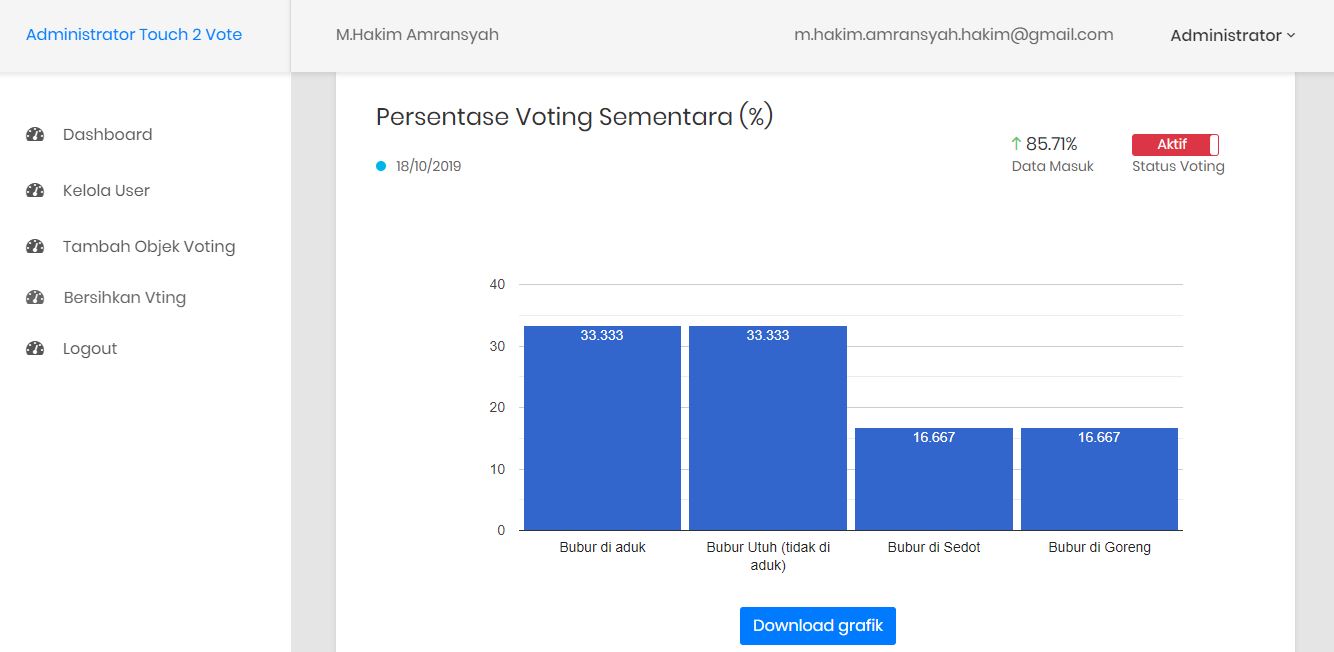 Administrator Touch 2 Vote
M.Hakim Amransyah
m.hakim.amransyah.hakim@gmail.com
Administrator
Dashboard
Kelola User
Tambah Objek Voting
Bersihkan Vting
Logout
Persentase Voting Sementara (%)
18/10/2019
↑ 85.71%
Data Masuk
Aktif
Status Voting
40
30
20
10
0
33.333
33.333
16.667
16.667
Bubur di aduk
Bubur Utuh (tidak di
aduk)
Bubur di Sedot
Bubur di Goreng
Download grafik